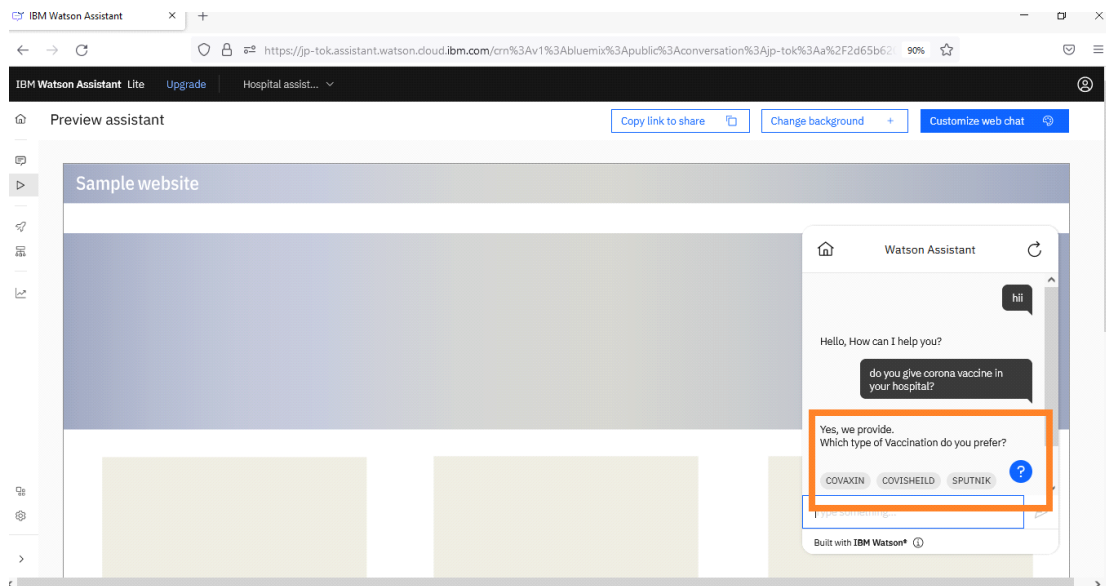 IBM Watson Assistant
https://jp-tok.assistant.watson.cloud.ibm.com/crn%3Av1%3Abluemix%3Apublic%3Aconversation%3Ajp-tok%3Aa%2F2d65b62
90%
IBM Watson Assistant Lite Upgrade Hospital assist...
Preview assistant
Copy link to share
Change background +
Customize web chat
Sample website
Watson Assistant
hii
Hello, How can I help you?
do you give corona vaccine in
your hospital?
Yes, we provide.
Which type of Vaccination do you prefer?
?
COVAXIN COVISHEILD SPUTNIK
Type something...
Built with IBM Watson®